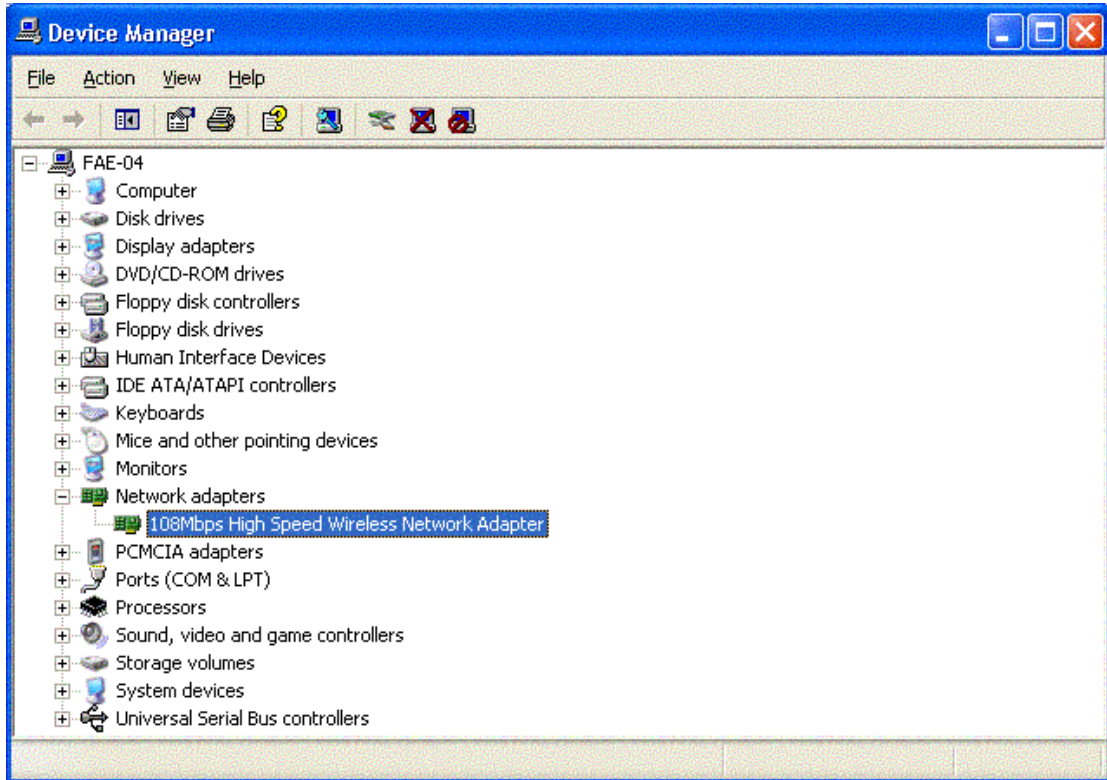 Device Manager
File Action View Help
FAE-04
Computer
Disk drives
Display adapters
DVD/CD-ROM drives
Floppy disk controllers
Floppy disk drives
Human Interface Devices
IDE ATA/ATAPI controllers
Keyboards
Mice and other pointing devices
Monitors
Network adapters
108Mbps High Speed Wireless Network Adapter
PCMCIA adapters
Ports (COM & LPT)
Processors
Sound, video and game controllers
Storage volumes
System devices
Universal Serial Bus controllers